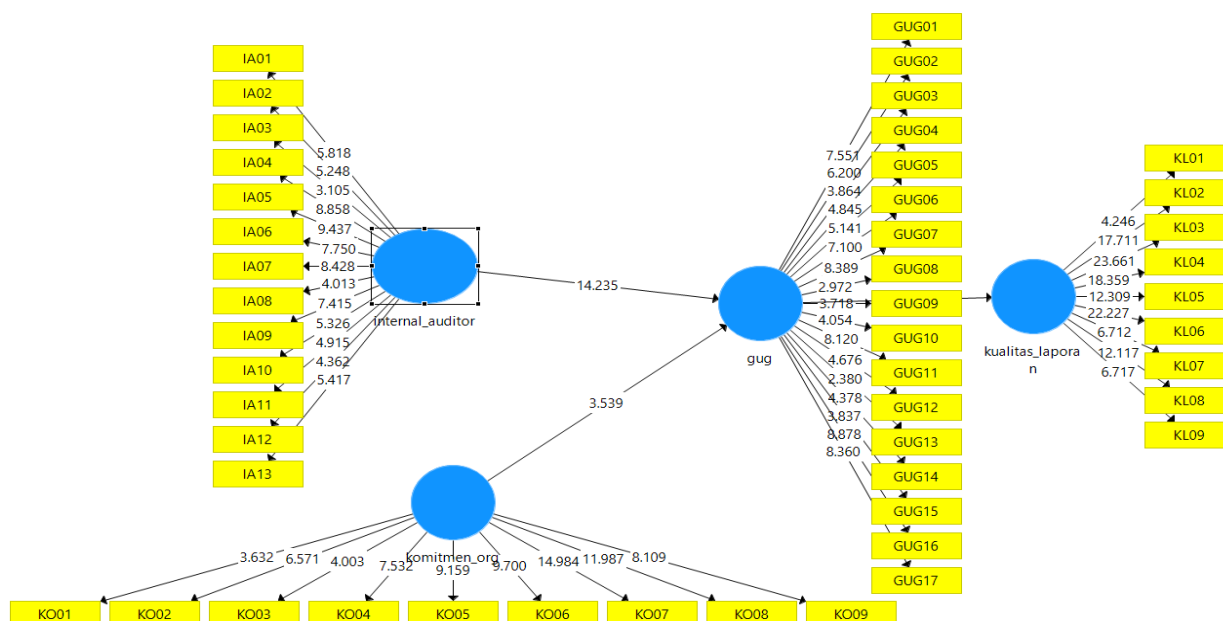 IA01
IA02
IA03
IA04
IA05
IA06
IA07
IA08
IA09
IA10
IA11
IA12
IA13
5.818
5.248
3.105
8.858
9.437
7.750
8.428
4.013
7.415
5.326
4.915
4.362
5.417
internal_auditor
14.235
3.539
komitmen_org
3.632
6.571
4.003
7.532
9.159
9.700
14.984
11.987
8.109
KO01
KO02
KO03
KO04
KO05
KO06
KO07
KO08
KO09
gug
7.551
6.200
3.864
4.845
5.141
7.100
8.389
2.972
3.718
4.054
8.120
4.676
2.380
4.378
3.837
8.878
8.360
GUG01
GUG02
GUG03
GUG04
GUG05
GUG06
GUG07
GUG08
GUG09
GUG10
GUG11
GUG12
GUG13
GUG14
GUG15
GUG16
GUG17
kualitas_lapora
n
4.246
17.711
23.661
18.359
12.309
22.227
6.712
12.117
6.717
KL01
KL02
KL03
KL04
KL05
KL06
KL07
KL08
KL09